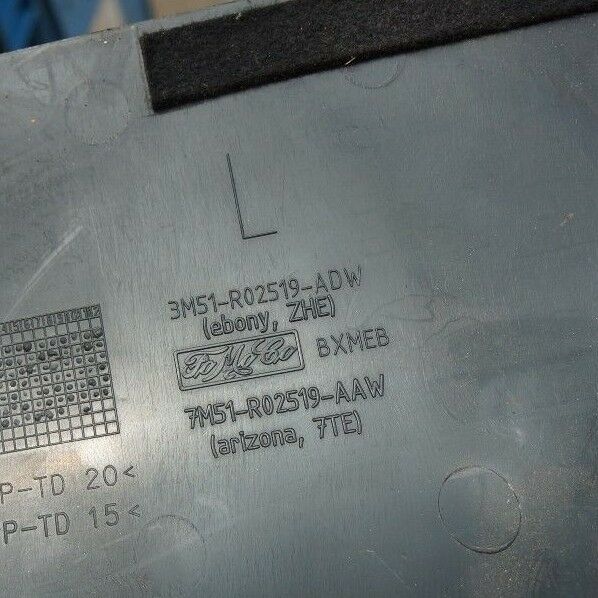 L
3M51-R02519-ADW
(ebony, ZHE)
FoMoCo BXMEB
7M51-R02519-AAW
(arizona, 7TE)
P-TD 20<
P-TD 15<